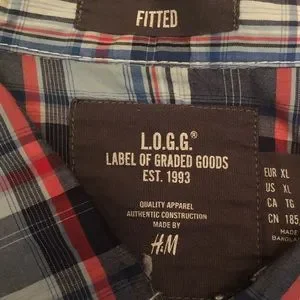 FITTED
L.O.G.G.®
LABEL OF GRADED GOODS
EST. 1993
QUALITY APPAREL
AUTHENTIC CONSTRUCTION
MADE BY
H&M
EUR XL
US XL
CA TG
CN 185
MADE